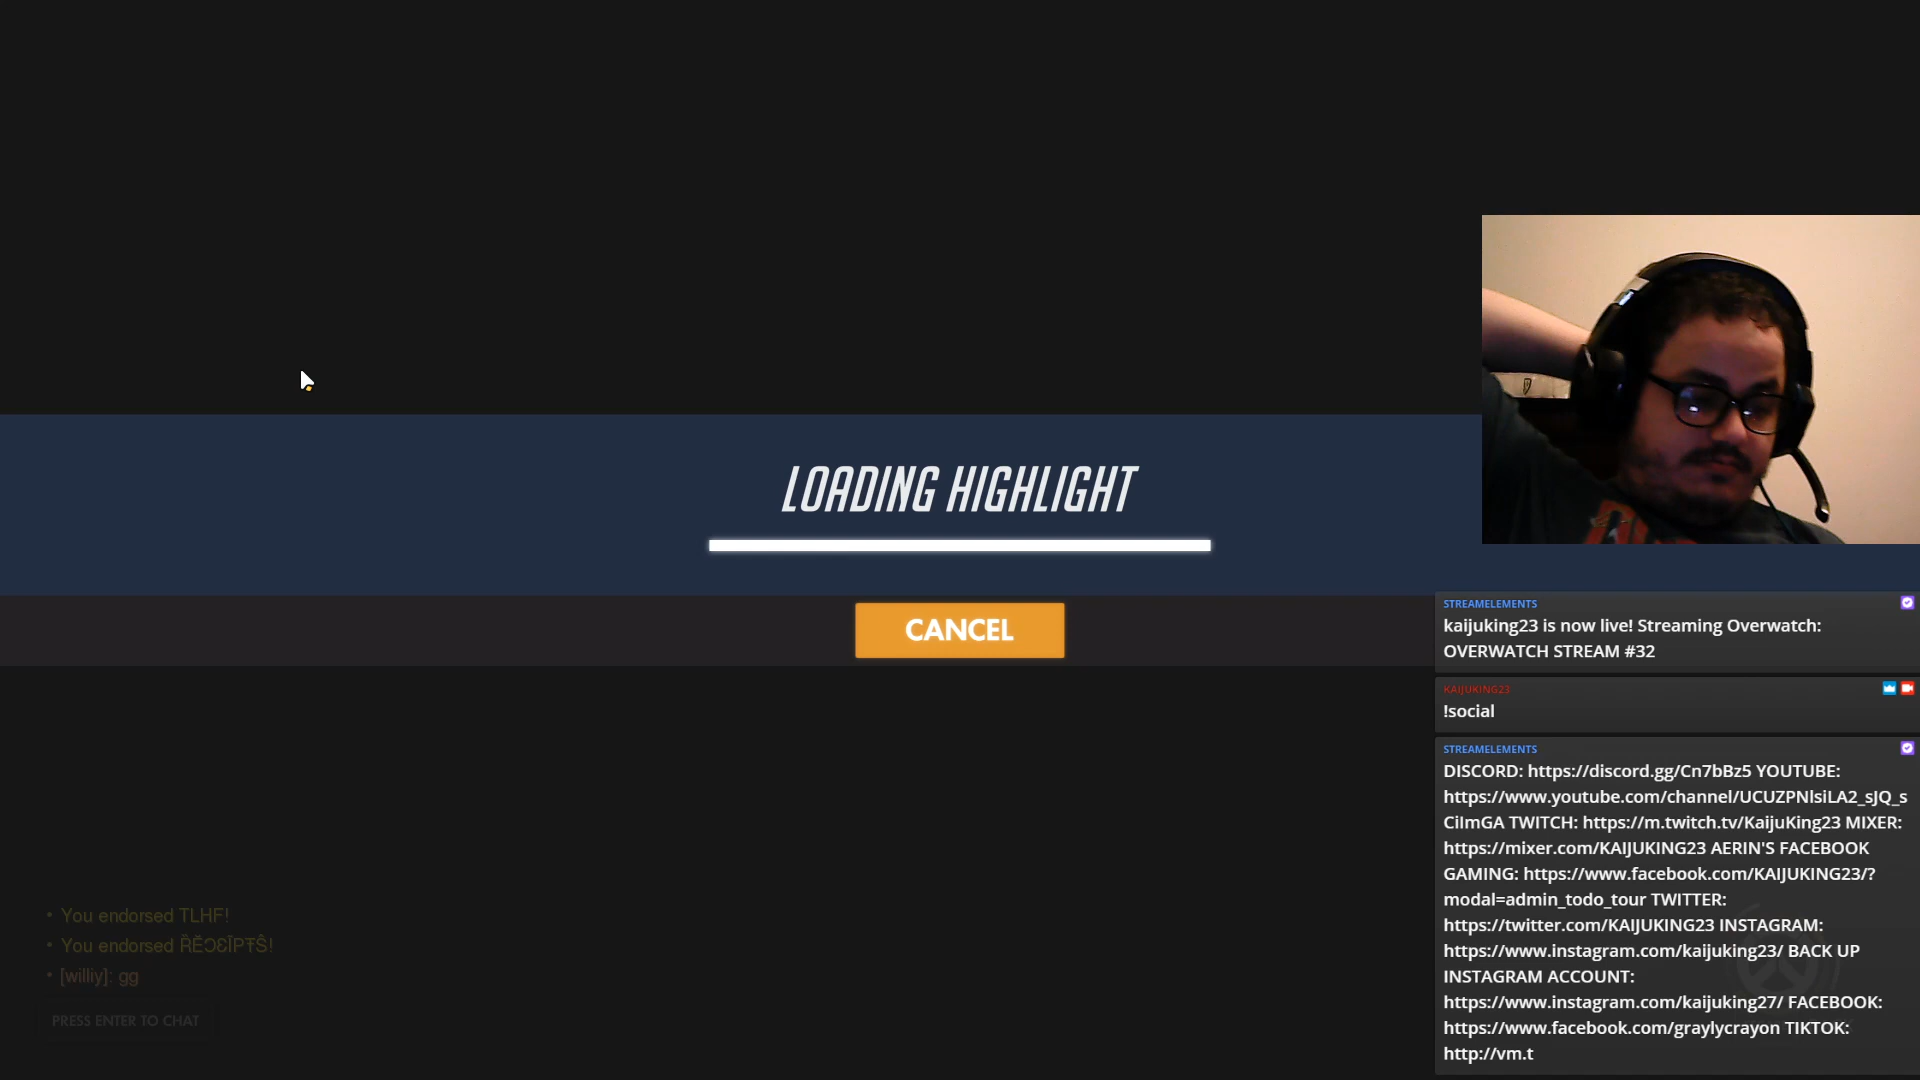 LOADING HIGHLIGHT
CANCEL
STREAMELEMENTS
kaijuking23 is now live! Streaming Overwatch:
OVERWATCH STREAM #32
KAIJUKING23
!social
STREAMELEMENTS
DISCORD: https://discord.gg/Cn7bBz5 YOUTUBE:
https://www.youtube.com/channel/UCUZPNlsiLA2_sJQ_s
CiImGA TWITCH: https://m.twitch.tv/KaijuKing23 MIXER:
https://mixer.com/KAIJUKING23 AERIN'S FACEBOOK
GAMING: https://www.facebook.com/KAIJUKING23/?
modal=admin_todo_tour TWITTER:
https://twitter.com/KAIJUKING23 INSTAGRAM:
https://www.instagram.com/kaijuking23/ BACK UP
INSTAGRAM ACCOUNT:
https://www.instagram.com/kaijuking27/ FACEBOOK:
https://www.facebook.com/graylycrayon TIKTOK:
http://vm.t
• You endorsed TLHF!
• You endorsed ȐȄƆƐȈPŦŜ!
• [williy]: gg
PRESS ENTER TO CHAT